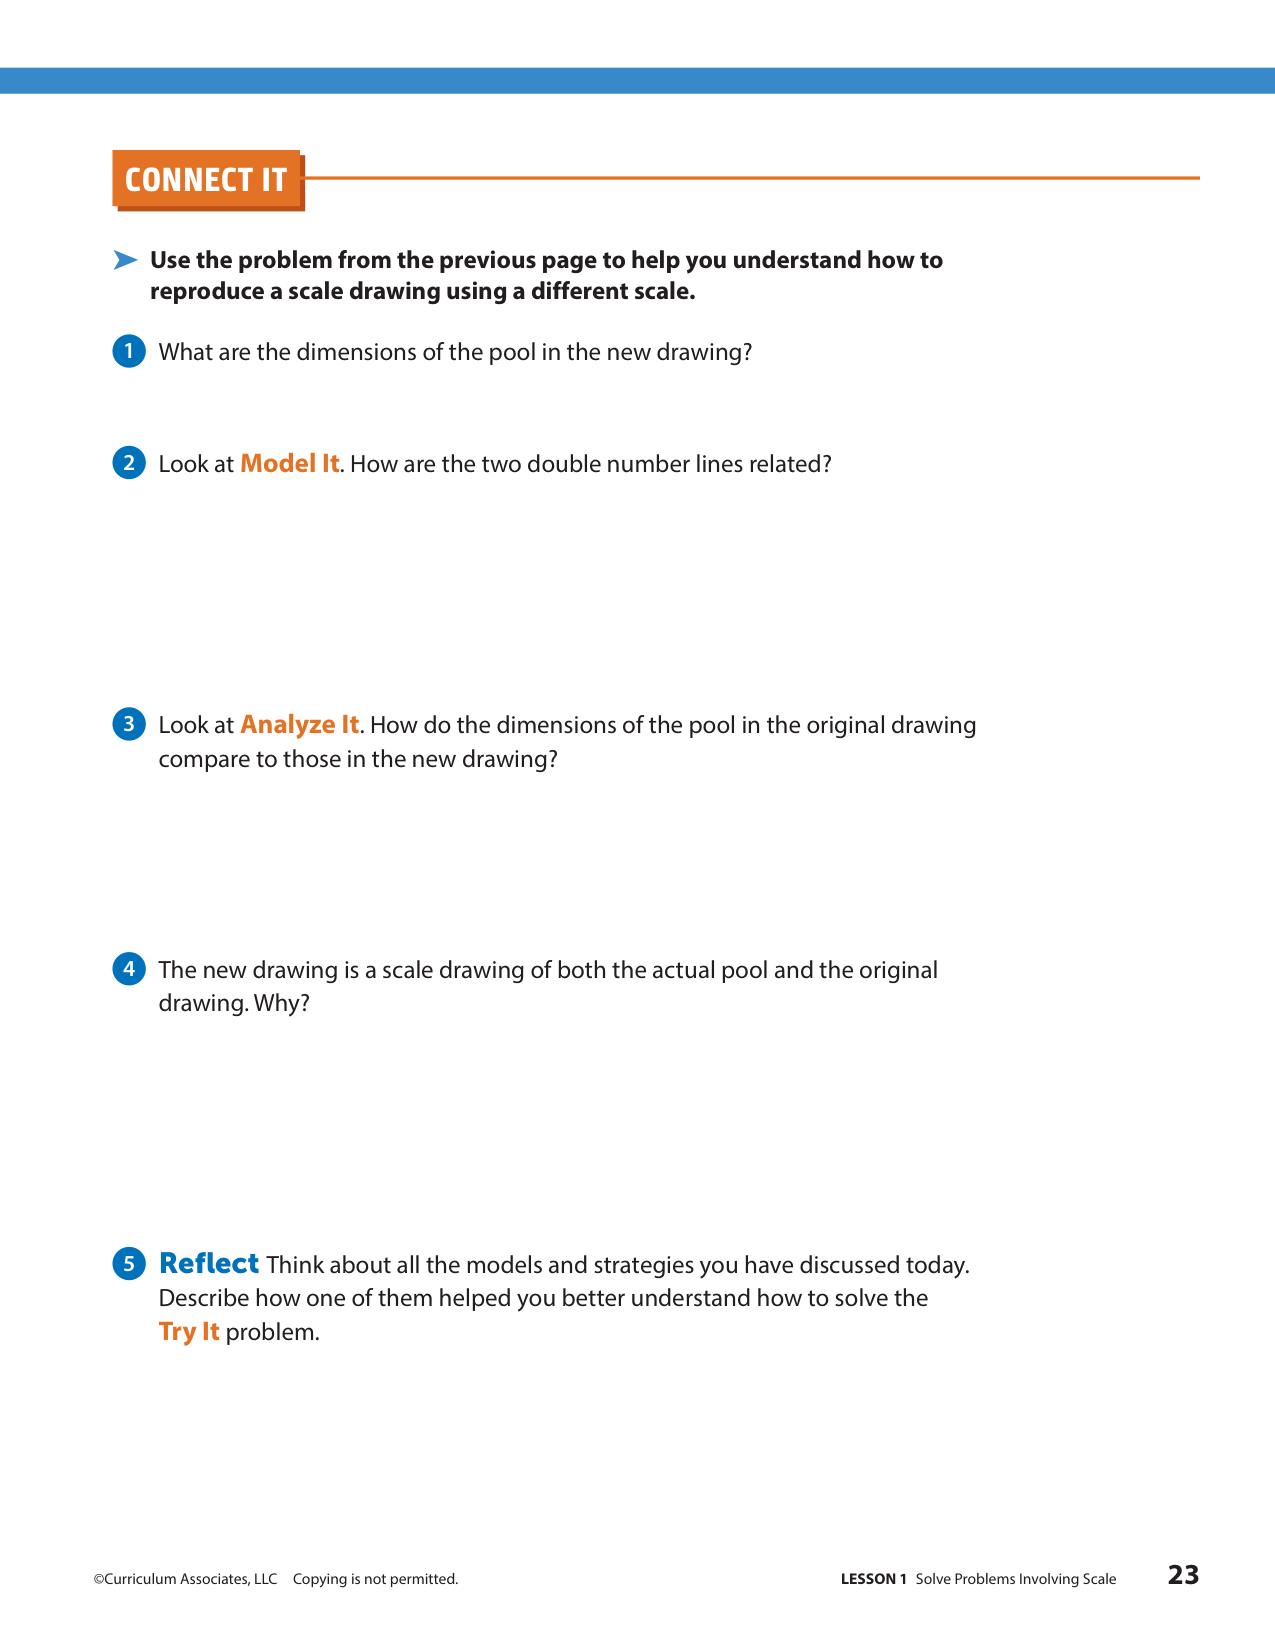 CONNECT IT
➤ Use the problem from the previous page to help you understand how to
reproduce a scale drawing using a different scale.
1 What are the dimensions of the pool in the new drawing?
2 Look at Model It. How are the two double number lines related?
3 Look at Analyze It. How do the dimensions of the pool in the original drawing
compare to those in the new drawing?
4 The new drawing is a scale drawing of both the actual pool and the original
drawing. Why?
5 Reflect Think about all the models and strategies you have discussed today.
Describe how one of them helped you better understand how to solve the
Try It problem.
©Curriculum Associates, LLC Copying is not permitted. LESSON 1 Solve Problems Involving Scale 23